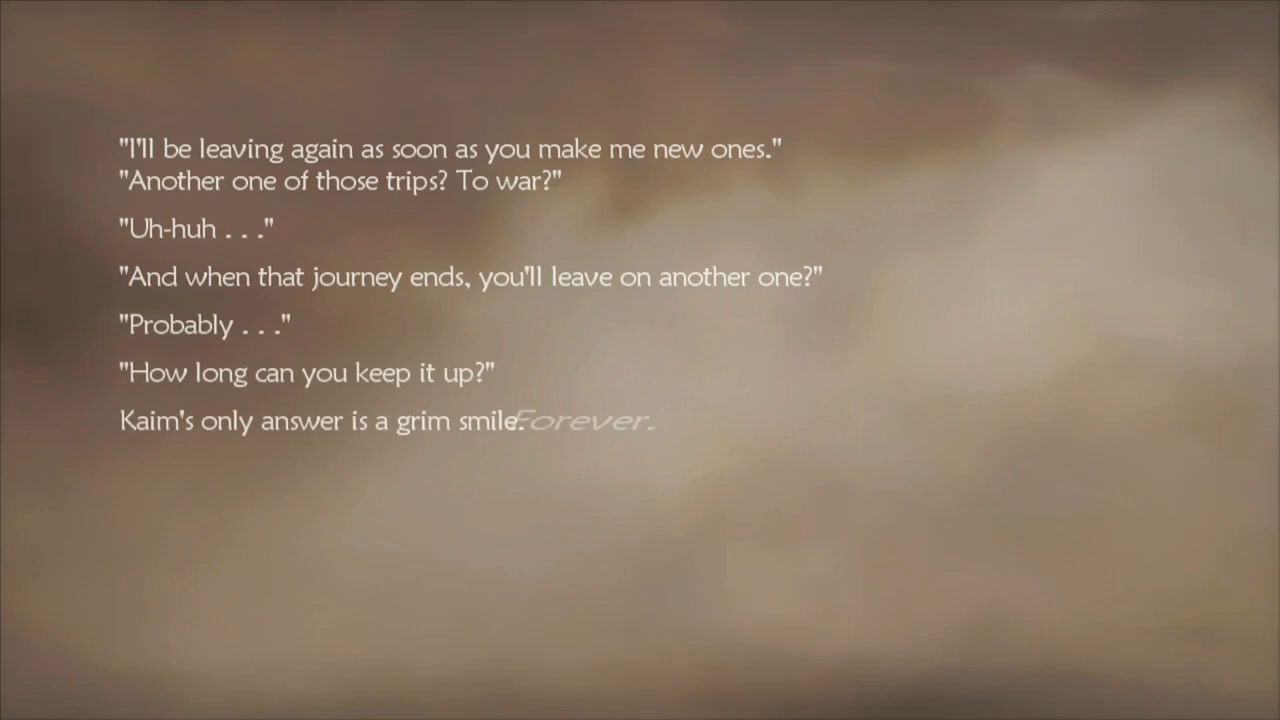 "I'll be leaving again as soon as you make me new ones."
"Another one of those trips? To war?"
"Uh-huh . . ."
"And when that journey ends, you'll leave on another one?"
"Probably . . ."
"How long can you keep it up?"
Kaim's only answer is a grim smile. Forever.